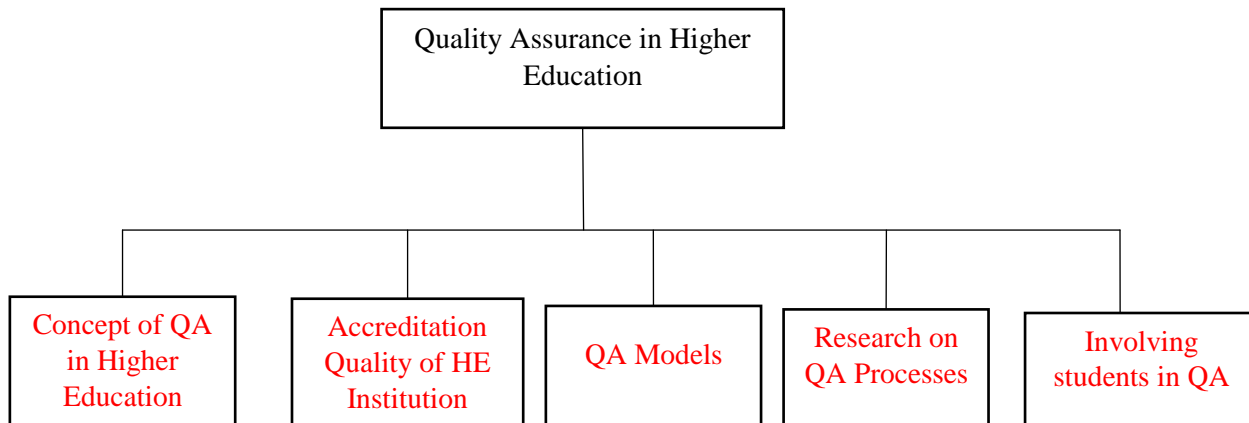 Quality Assurance in Higher
Education
Concept of QA
in Higher
Education
Accreditation
Quality of HE
Institution
QA Models
Research on
QA Processes
Involving
students in QA